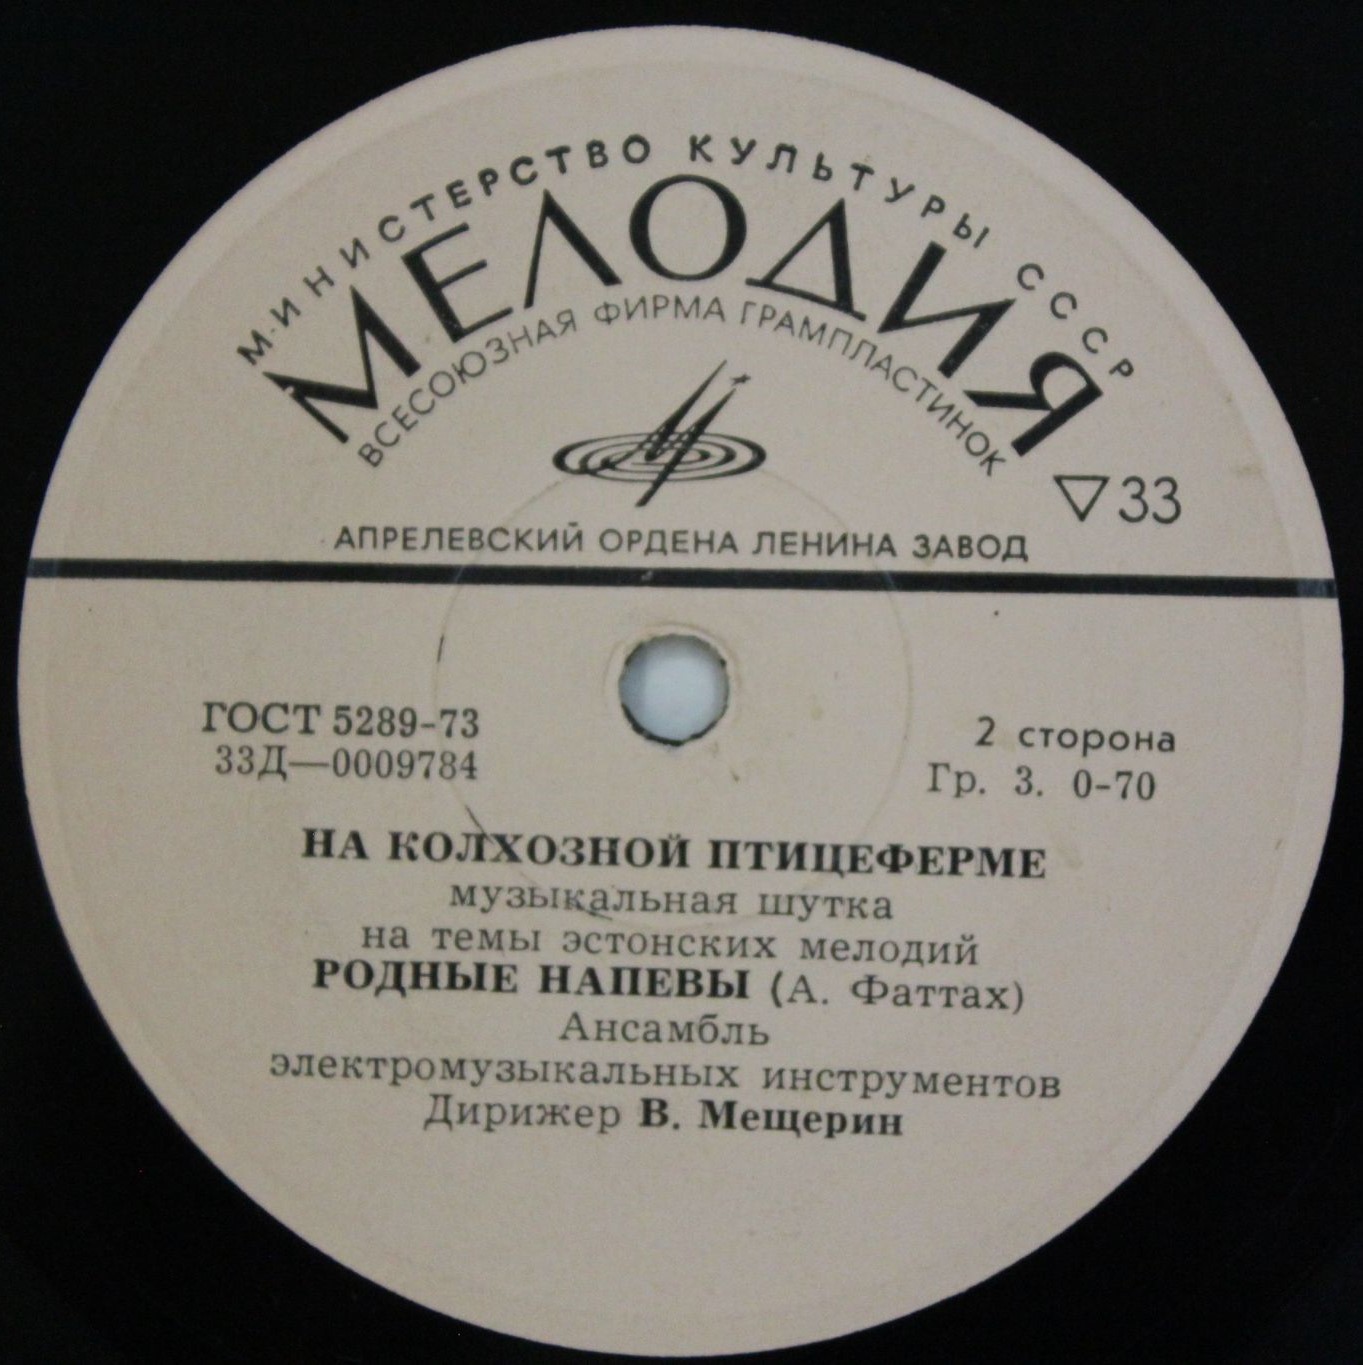 МИНИСТЕРСТВО КУЛЬТУРЫ СССР
МЕЛОДИЯ
ВСЕСОЮЗНАЯ ФИРМА ГРАМПЛАСТИНОК
▽33
АПРЕЛЕВСКИЙ ОРДЕНА ЛЕНИНА ЗАВОД
ГОСТ 5289-73
33Д—0009784
2 сторона
Гр. 3. 0-70
НА КОЛХОЗНОЙ ПТИЦЕФЕРМЕ
музыкальная шутка
на темы эстонских мелодий
РОДНЫЕ НАПЕВЫ (А. Фаттах)
Ансамбль
электромузыкальных инструментов
Дирижер В. Мещерин